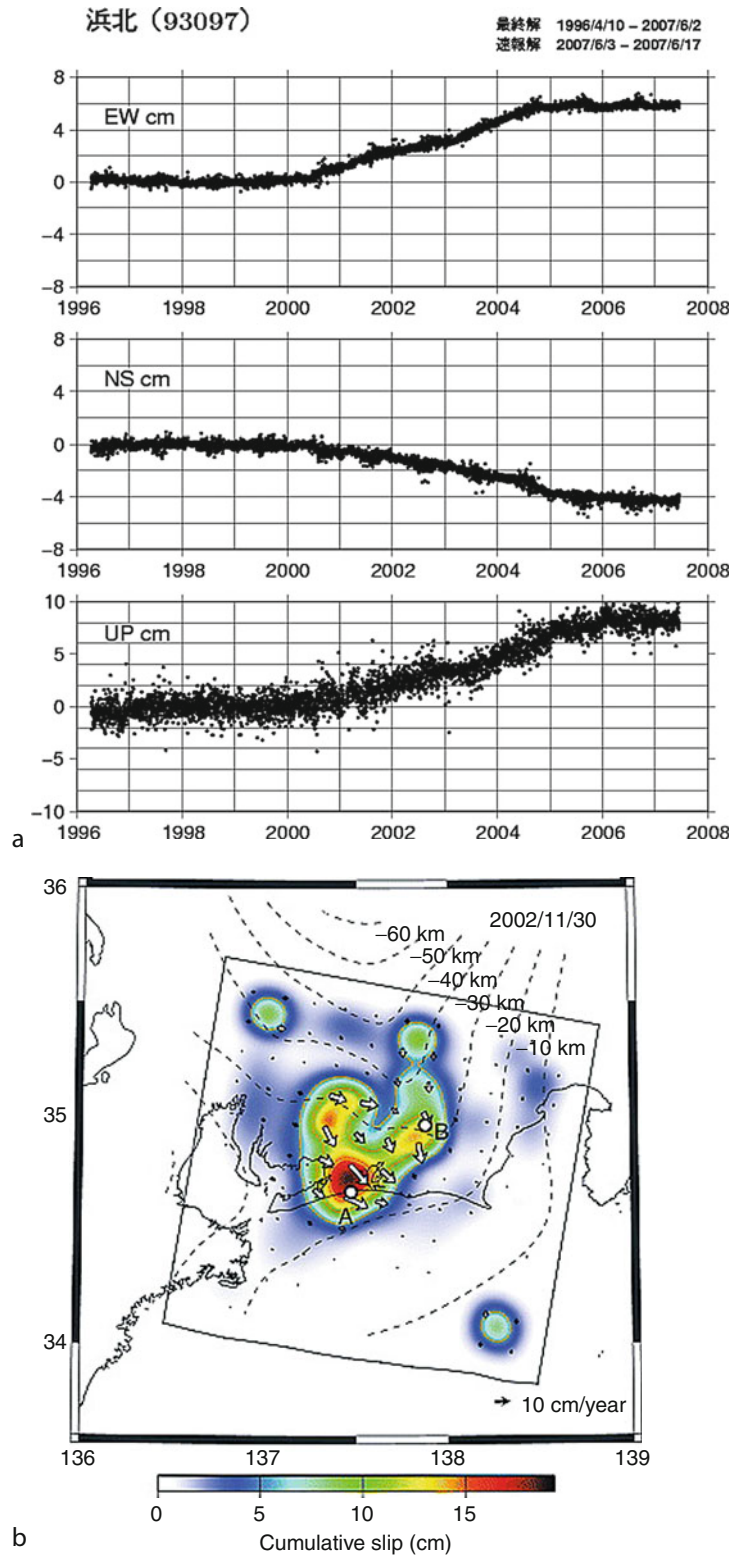 浜北（93097）
最終解 1996/4/10 – 2007/6/2
速報解 2007/6/3 – 2007/6/17
8
EW cm
4
0
−4
−8
1996 1998 2000 2002 2004 2006 2008
8
NS cm
4
0
−4
−8
1996 1998 2000 2002 2004 2006 2008
10
UP cm
5
0
−5
−10
1996 1998 2000 2002 2004 2006 2008
a
36
2002/11/30
−60 km
−50 km
−40 km
−30 km
−20 km
−10 km
35
B
A
34
10 cm/year
136 137 138 139
0 5 10 15
Cumulative slip (cm)
b